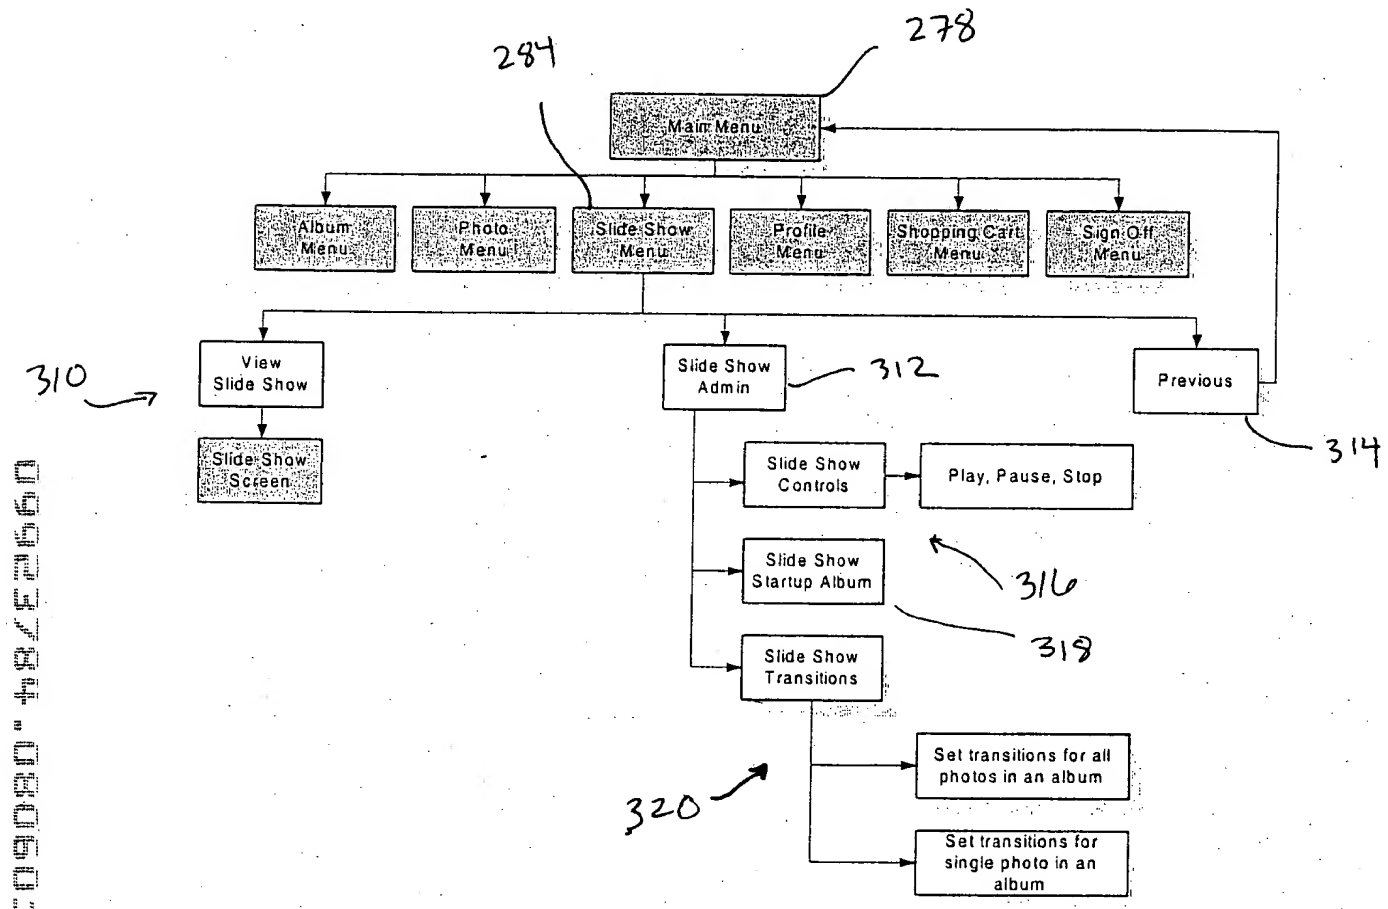 278
284
Main Menu
Album
Menu
Photo
Menu
Slide Show
Menu
Profile
Menu
Shopping Cart
Menu
Sign Off
Menu
310
View
Slide Show
Slide Show
Admin
312
Previous
314
Slide Show
Screen
Slide Show
Controls
Play, Pause, Stop
316
Slide Show
Startup Album
318
Slide Show
Transitions
320
Set transitions for all
photos in an album
Set transitions for
single photo in an
album